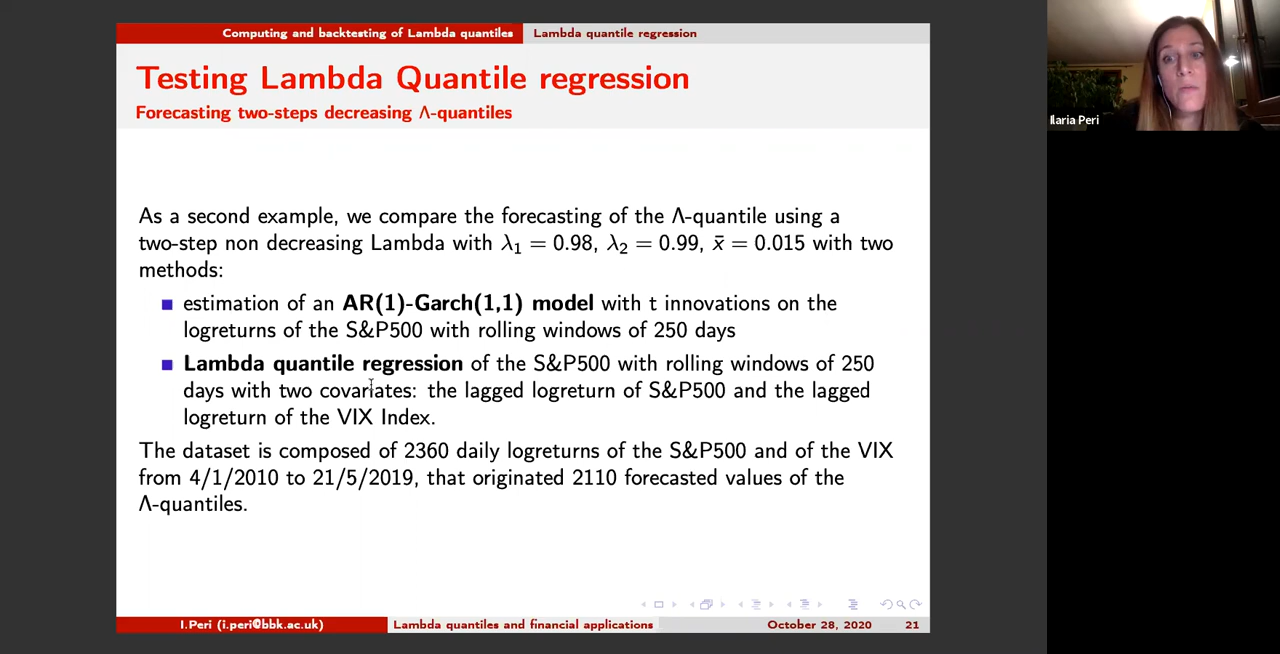 Computing and backtesting of Lambda quantiles Lambda quantile regression
Testing Lambda Quantile regression
Forecasting two-steps decreasing Λ-quantiles
As a second example, we compare the forecasting of the Λ-quantile using a
two-step non decreasing Lambda with λ₁ = 0.98, λ₂ = 0.99, x̄ = 0.015 with two
methods:
estimation of an AR(1)-Garch(1,1) model with t innovations on the
logreturns of the S&P500 with rolling windows of 250 days
Lambda quantile regression of the S&P500 with rolling windows of 250
days with two covariates: the lagged logreturn of S&P500 and the lagged
logreturn of the VIX Index.
The dataset is composed of 2360 daily logreturns of the S&P500 and of the VIX
from 4/1/2010 to 21/5/2019, that originated 2110 forecasted values of the
Λ-quantiles.
I.Peri (i.peri@bbk.ac.uk) Lambda quantiles and financial applications October 28, 2020 21
Ilaria Peri